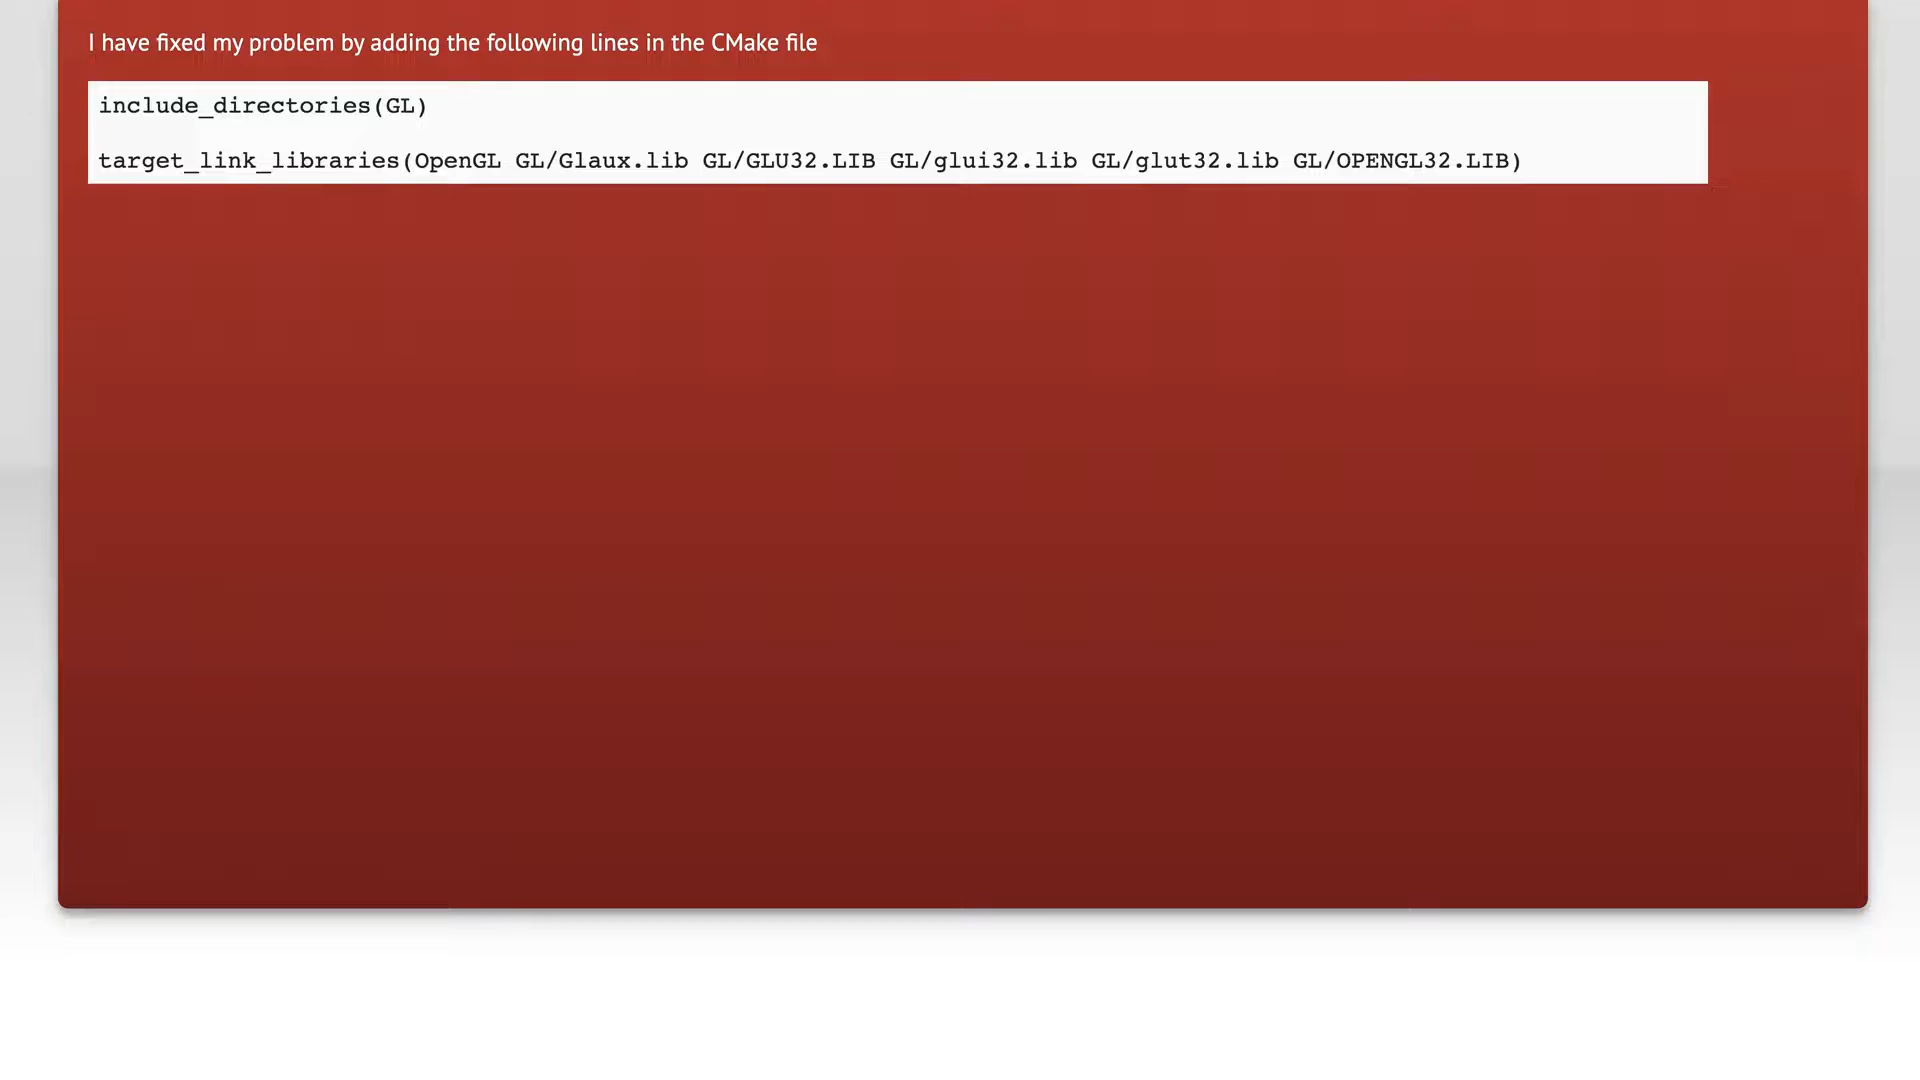 I have fixed my problem by adding the following lines in the CMake file
include_directories(GL)
target_link_libraries(OpenGL GL/Glaux.lib GL/GLU32.LIB GL/glui32.lib GL/glut32.lib GL/OPENGL32.LIB)